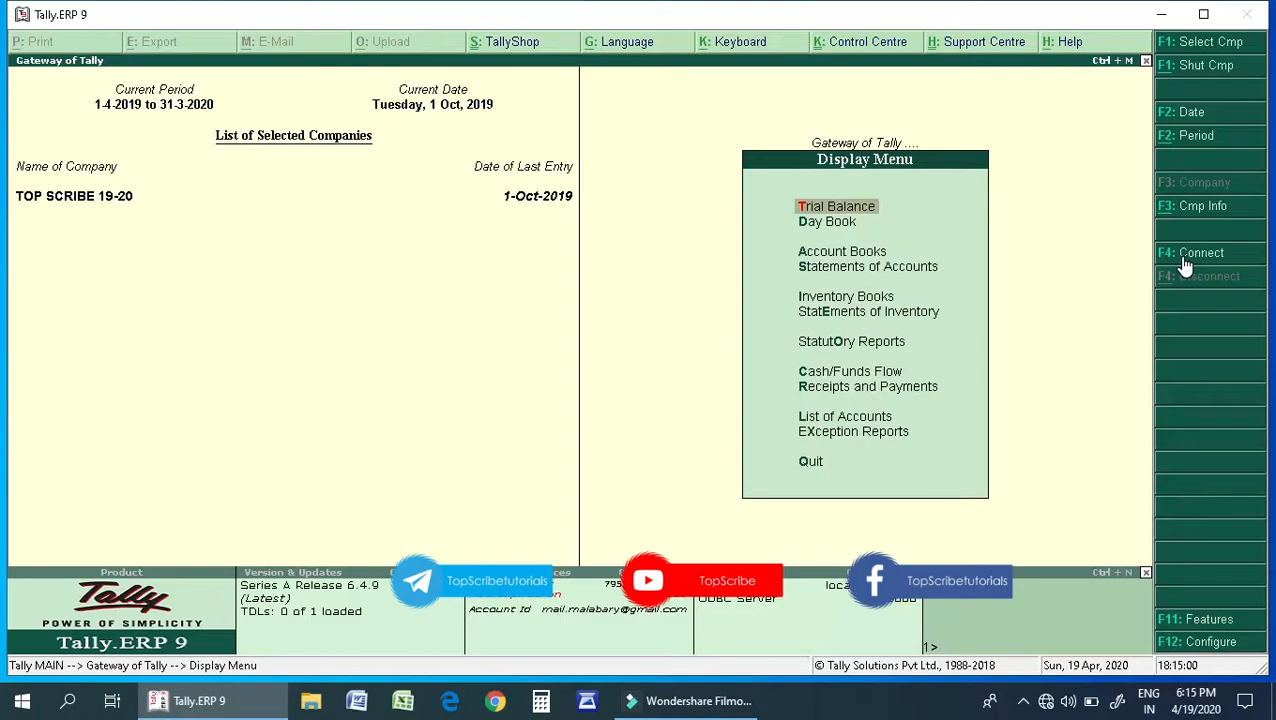 Tally.ERP 9
P: Print
E: Export
M: E-Mail
O: Upload
S: TallyShop
G: Language
K: Keyboard
K: Control Centre
H: Support Centre
H: Help
F1: Select Cmp
Gateway of Tally
Ctrl + M
F1: Shut Cmp
Current Period
1-4-2019 to 31-3-2020
Current Date
Tuesday, 1 Oct, 2019
F2: Date
F2: Period
List of Selected Companies
Name of Company
Date of Last Entry
TOP SCRIBE 19-20
1-Oct-2019
Gateway of Tally ....
Display Menu
Trial Balance
Day Book
Account Books
Statements of Accounts
Inventory Books
StatEments of Inventory
StatutOry Reports
Cash/Funds Flow
Receipts and Payments
List of Accounts
EXception Reports
Quit
F3: Company
F3: Cmp Info
F4: Connect
F4: Disconnect
Product
Tally
POWER OF SIMPLICITY
Tally.ERP 9
Version & Updates
Series A Release 6.4.9
(Latest)
TDLs: 0 of 1 loaded
TopScribetutorials
Account Id mail.malabary@gmail.com
795
TopScribe
ODBC Server
TopScribetutorials
Ctrl + N
1>
F11: Features
F12: Configure
Tally MAIN --> Gateway of Tally --> Display Menu
© Tally Solutions Pvt Ltd., 1988-2018
Sun, 19 Apr, 2020
18:15:00
Tally.ERP 9
Wondershare Filmo...
ENG
IN
6:15 PM
4/19/2020